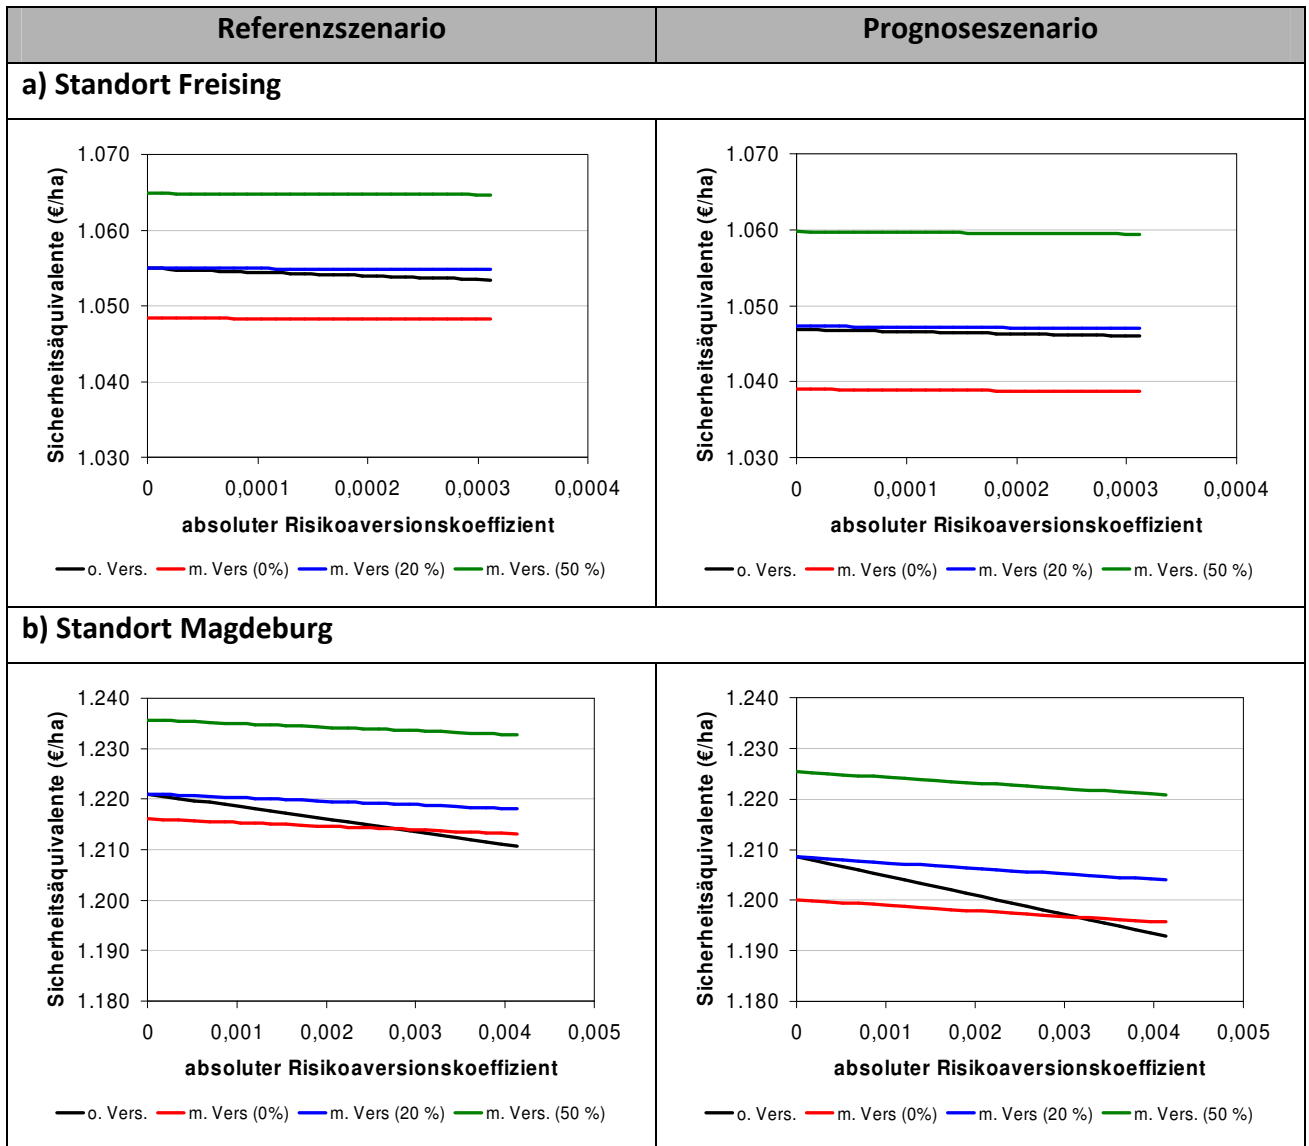 Referenzszenario
Prognoseszenario
a) Standort Freising
Sicherheitsäquivalente (€/ha)
1.070
1.060
1.050
1.040
1.030
0 0,0001 0,0002 0,0003 0,0004
absoluter Risikoaversionskoeffizient
o. Vers. m. Vers (0%) m. Vers (20 %) m. Vers. (50 %)
Sicherheitsäquivalente (€/ha)
1.070
1.060
1.050
1.040
1.030
0 0,0001 0,0002 0,0003 0,0004
absoluter Risikoaversionskoeffizient
o. Vers. m. Vers (0%) m. Vers (20 %) m. Vers. (50 %)
b) Standort Magdeburg
Sicherheitsäquivalente (€/ha)
1.240
1.230
1.220
1.210
1.200
1.190
1.180
0 0,001 0,002 0,003 0,004 0,005
absoluter Risikoaversionskoeffizient
o. Vers. m. Vers (0%) m. Vers (20 %) m. Vers. (50 %)
Sicherheitsäquivalente (€/ha)
1.240
1.230
1.220
1.210
1.200
1.190
1.180
0 0,001 0,002 0,003 0,004 0,005
absoluter Risikoaversionskoeffizient
o. Vers. m. Vers (0%) m. Vers (20 %) m. Vers. (50 %)